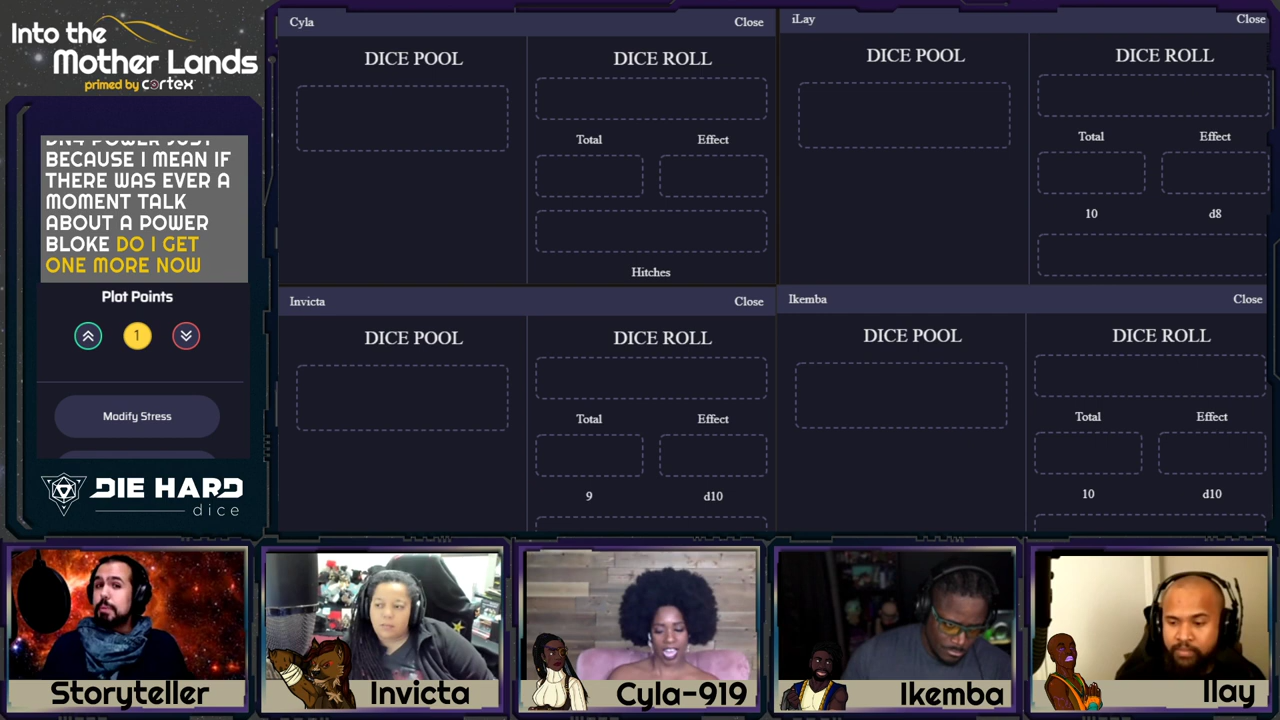 Into the
Mother Lands
primed by cortex
BECAUSE I MEAN IF
THERE WAS EVER A
MOMENT TALK
ABOUT A POWER
BLOKE DO I GET
ONE MORE NOW
Plot Points
1
Modify Stress
DIE HARD
dice
Cyla Close
DICE POOL DICE ROLL
Total Effect
Hitches
iLay Close
DICE POOL DICE ROLL
Total Effect
10 d8
Invicta Close
DICE POOL DICE ROLL
Total Effect
9 d10
Ikemba Close
DICE POOL DICE ROLL
Total Effect
10 d10
Storyteller
Invicta
Cyla-919
Ikemba
Ilay